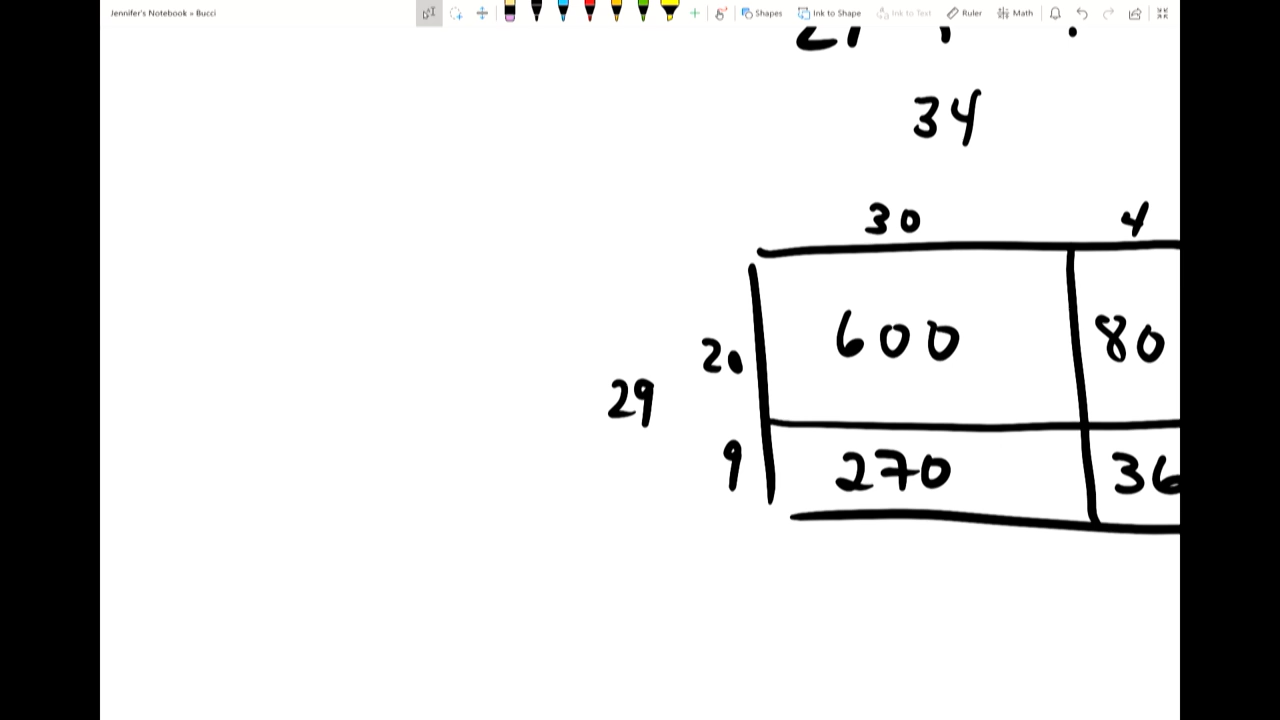 Jennifer's Notebook » Bucci
Shapes Ink to Shape Ink to Text Ruler Math
34
30 4
20 600 80
29
9 270 36